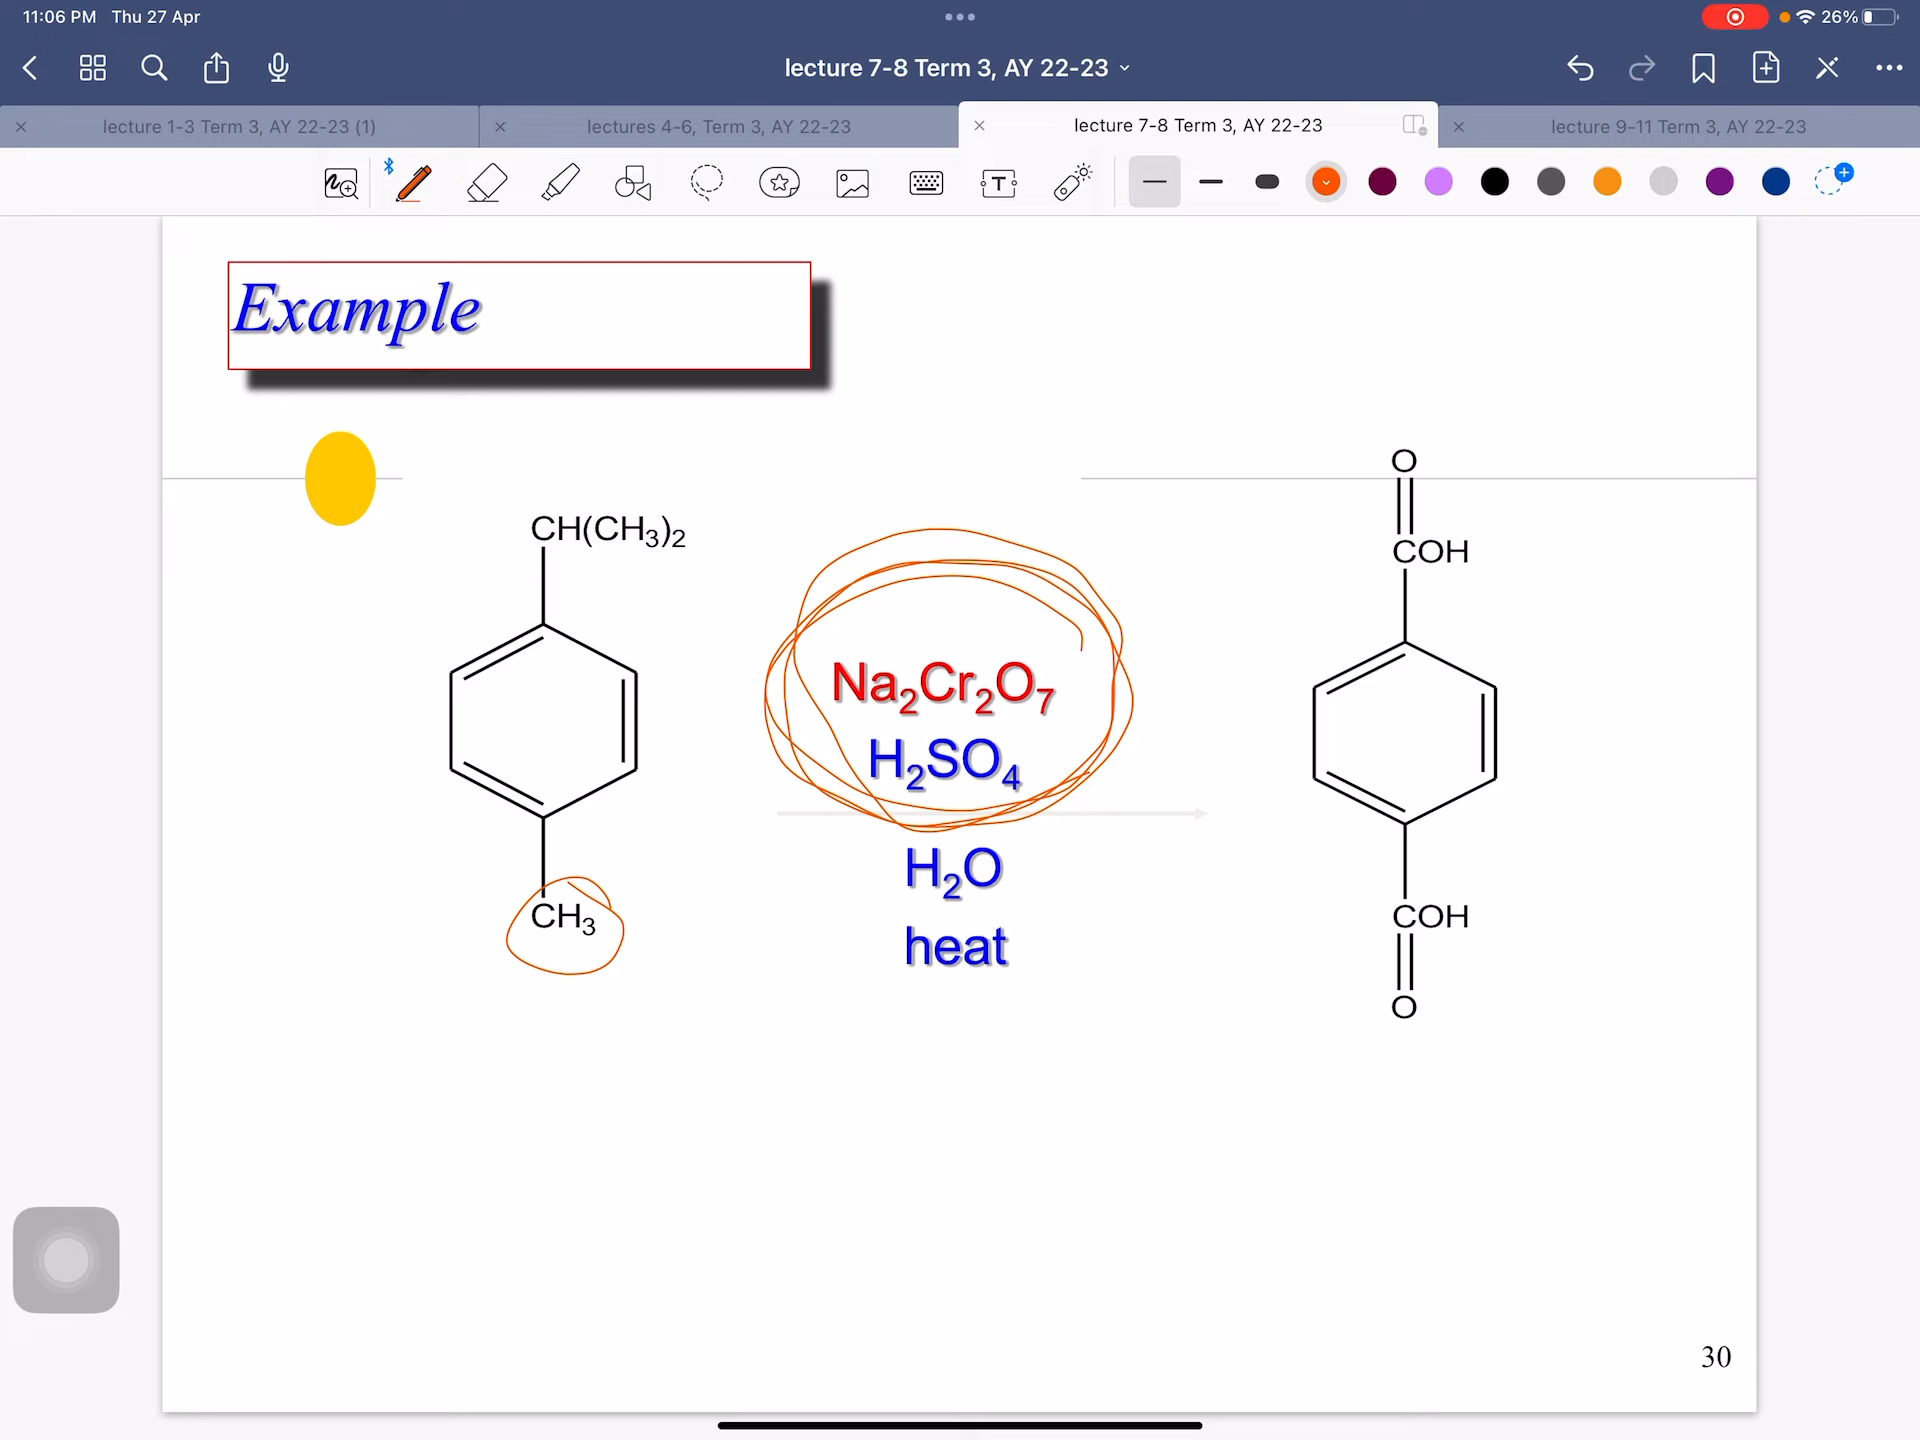 11:06 PM Thu 27 Apr
26%
lecture 7-8 Term 3, AY 22-23
lecture 1-3 Term 3, AY 22-23 (1)
lectures 4-6, Term 3, AY 22-23
lecture 7-8 Term 3, AY 22-23
lecture 9-11 Term 3, AY 22-23
T
Example
CH(CH₃)₂
CH₃
Na₂Cr₂O₇
H₂SO₄
H₂O
heat
O
COH
COH
O
30